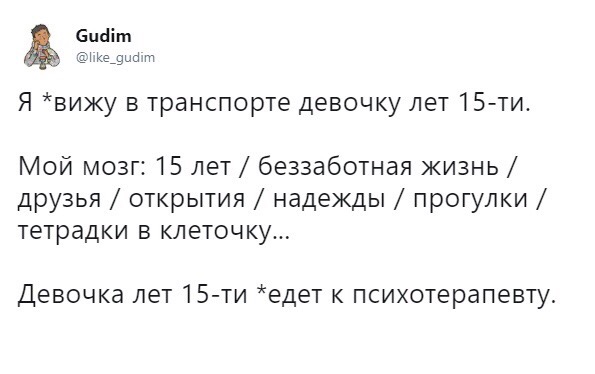 Gudim
@like_gudim
Я *вижу в транспорте девочку лет 15-ти.
Мой мозг: 15 лет / беззаботная жизнь /
друзья / открытия / надежды / прогулки /
тетрадки в клеточку...
Девочка лет 15-ти *едет к психотерапевту.